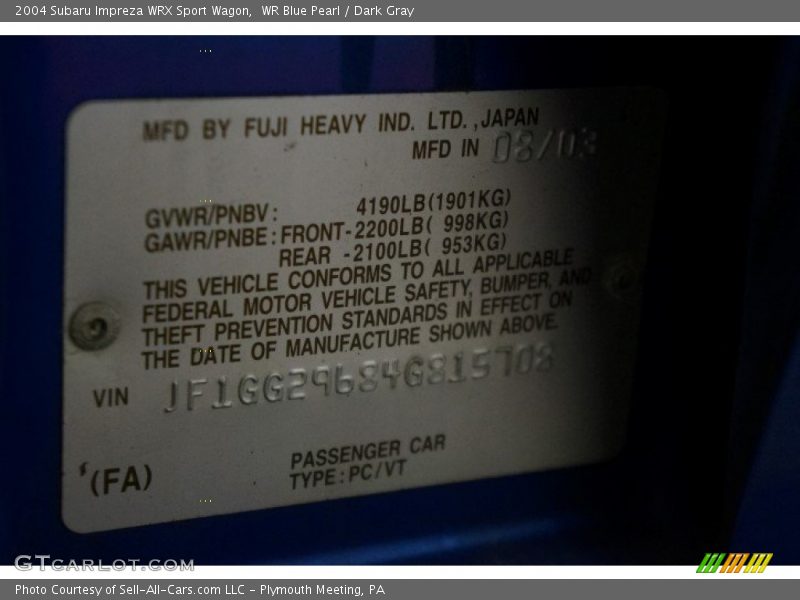 2004 Subaru Impreza WRX Sport Wagon,  WR Blue Pearl / Dark Gray
MFD BY FUJI HEAVY IND. LTD., JAPAN
MFD IN 08/03
GVWR/PNBV: 4190LB(1901KG)
GAWR/PNBE: FRONT-2200LB( 998KG)
REAR -2100LB( 953KG)
THIS VEHICLE CONFORMS TO ALL APPLICABLE
FEDERAL MOTOR VEHICLE SAFETY, BUMPER, AND
THEFT PREVENTION STANDARDS IN EFFECT ON
THE DATE OF MANUFACTURE SHOWN ABOVE.
VIN JF1GG29684G815708
(FA)
PASSENGER CAR
TYPE: PC/VT
GTcarlot.com
Photo Courtesy of Sell-All-Cars.com LLC - Plymouth Meeting, PA